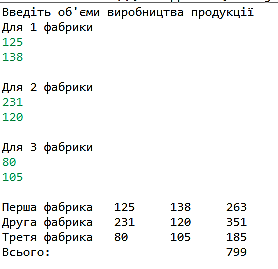 Введіть об'єми виробництва продукції
Для 1 фабрики
125
138
Для 2 фабрики
231
120
Для 3 фабрики
80
105
Перша фабрика 125 138 263
Друга фабрика 231 120 351
Третя фабрика 80 105 185
Всього: 799